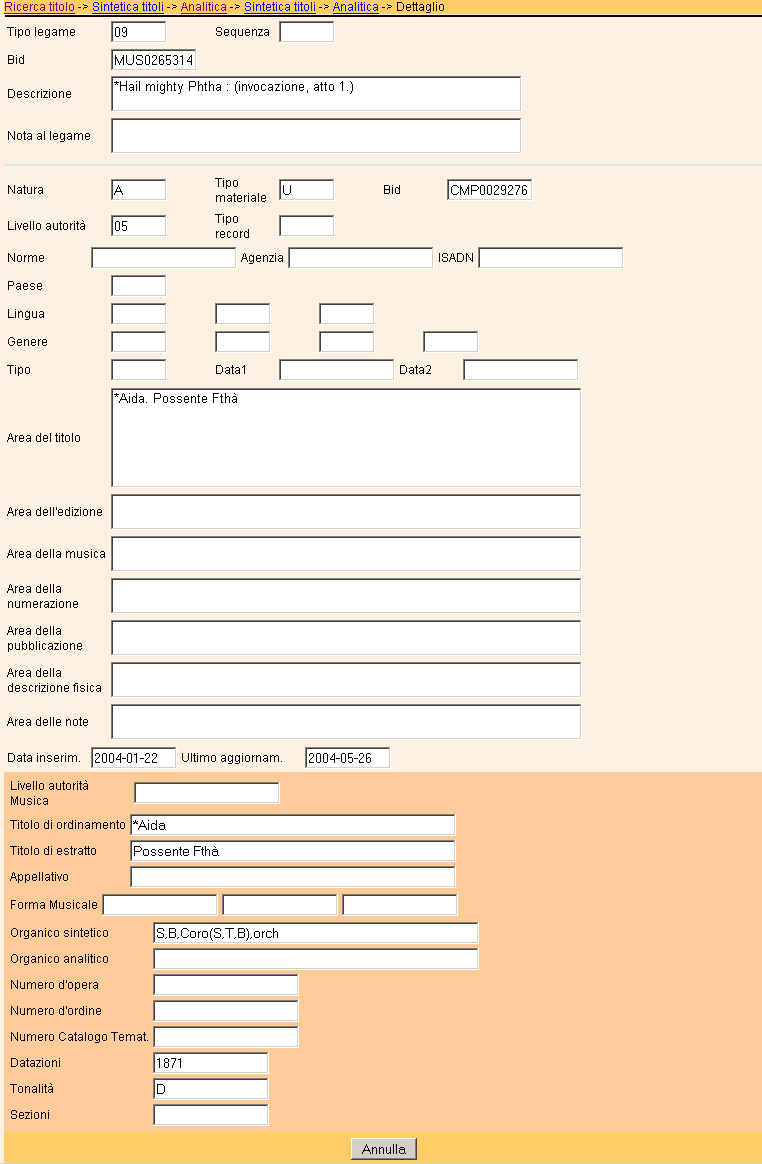 Ricerca titolo -> Sintetica titoli -> Analitica -> Sintetica titoli -> Analitica -> Dettaglio
Tipo legame 09 Sequenza
Bid MUS0265314
Descrizione *Hail mighty Phtha : (invocazione, atto 1.)
Nota al legame
Natura A Tipo materiale U Bid CMP0029276
Livello autorità 05 Tipo record
Norme Agenzia ISADN
Paese
Lingua
Genere
Tipo Data1 Data2
Area del titolo *Aida. Possente Fthà
Area dell'edizione
Area della musica
Area della numerazione
Area della pubblicazione
Area della descrizione fisica
Area delle note
Data inserim. 2004-01-22 Ultimo aggiornam. 2004-05-26
Livello autorità Musica
Titolo di ordinamento *Aida
Titolo di estratto Possente Fthà
Appellativo
Forma Musicale
Organico sintetico S,B,Coro(S,T,B),orch
Organico analitico
Numero d'opera
Numero d'ordine
Numero Catalogo Temat.
Datazioni 1871
Tonalità D
Sezioni
Annulla